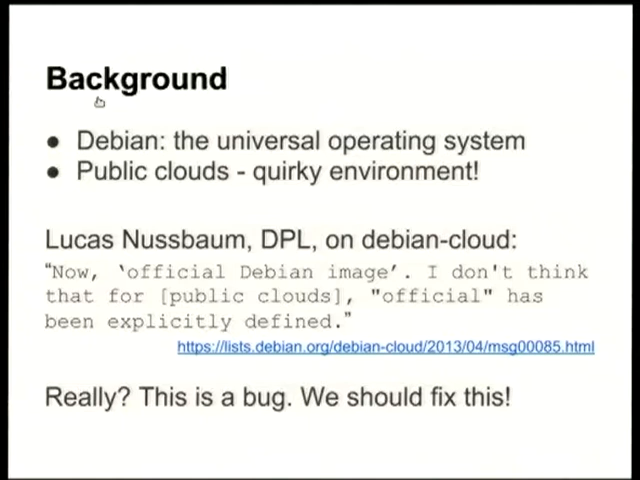 Background
● Debian: the universal operating system
● Public clouds - quirky environment!
Lucas Nussbaum, DPL, on debian-cloud:
"Now, ‘official Debian image’. I don't think
that for [public clouds], "official" has
been explicitly defined."
https://lists.debian.org/debian-cloud/2013/04/msg00085.html
Really? This is a bug. We should fix this!